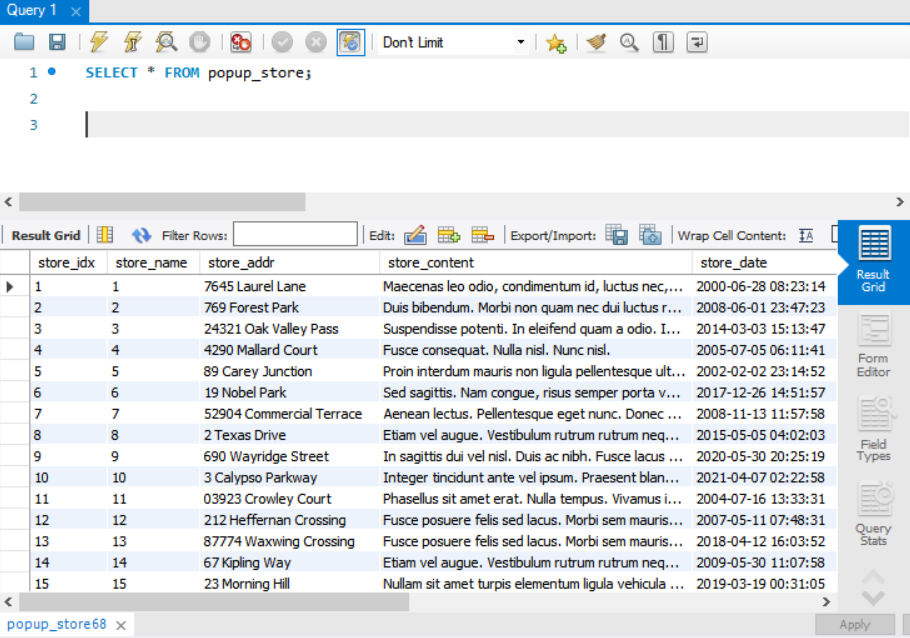 Query 1
Don't Limit
1 SELECT * FROM popup_store;
2
3
Result Grid Filter Rows: Edit: Export/Import: Wrap Cell Content:
Result Grid
Form Editor
Field Types
Query Stats
store_idx store_name store_addr store_content store_date
1 1 7645 Laurel Lane Maecenas leo odio, condimentum id, luctus nec,... 2000-06-28 08:23:14
2 2 769 Forest Park Duis bibendum. Morbi non quam nec dui luctus r... 2008-06-01 23:47:23
3 3 24321 Oak Valley Pass Suspendisse potenti. In eleifend quam a odio. I... 2014-03-03 15:13:47
4 4 4290 Mallard Court Fusce consequat. Nulla nisl. Nunc nisl. 2005-07-05 06:11:41
5 5 89 Carey Junction Proin interdum mauris non ligula pellentesque ult... 2002-02-02 23:14:52
6 6 19 Nobel Park Sed sagittis. Nam congue, risus semper porta v... 2017-12-26 14:51:57
7 7 52904 Commercial Terrace Aenean lectus. Pellentesque eget nunc. Donec ... 2008-11-13 11:57:58
8 8 2 Texas Drive Etiam vel augue. Vestibulum rutrum rutrum neq... 2015-05-05 04:02:03
9 9 690 Wayridge Street In sagittis dui vel nisl. Duis ac nibh. Fusce lacus ... 2020-05-30 20:25:19
10 10 3 Calypso Parkway Integer tincidunt ante vel ipsum. Praesent blan... 2021-04-07 02:22:58
11 11 03923 Crowley Court Phasellus sit amet erat. Nulla tempus. Vivamus i... 2004-07-16 13:33:31
12 12 212 Heffernan Crossing Fusce posuere felis sed lacus. Morbi sem mauris... 2007-05-11 07:48:31
13 13 87774 Waxwing Crossing Fusce posuere felis sed lacus. Morbi sem mauris... 2018-04-12 16:03:52
14 14 67 Kipling Way Etiam vel augue. Vestibulum rutrum rutrum neq... 2009-05-30 11:07:58
15 15 23 Morning Hill Nullam sit amet turpis elementum ligula vehicula ... 2019-03-19 00:31:05
popup_store68
Apply